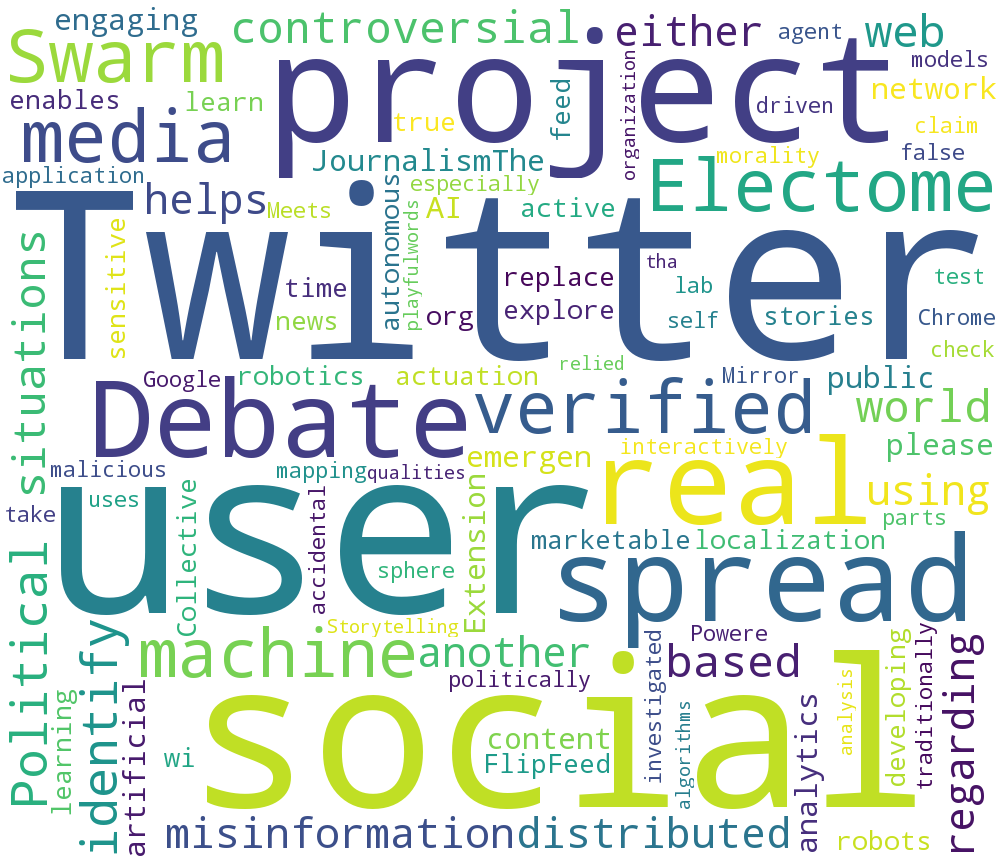 engaging
controversial
either
agent
web
Swarm
project
models
enables
learn
media
true
feed
organization
driven
network
claim
JournalismThe
morality
false
application
helps
Meets
especially
AI
autonomous
playfulwords
active
Electome
Twitter
sensitive
time
news
org
replace
explore
tha
lab
self
stories
test
Chrome
check
situations
Google
robotics
actuation
relied
Mirror
public
Debate
verified
world
please
malicious
mapping
qualities
emergen
interactively
real
using
uses
take
user
Collective
accidental
sphere
Extension
marketable
localization
parts
spread
Political
identify
machine
Storytelling
another
politically
based
Powere
investigated
regarding
learning
artificial
wi
social
content
FlipFeed
algorithms
analytics
analysis
developing
traditionally
misinformation
distributed
robots